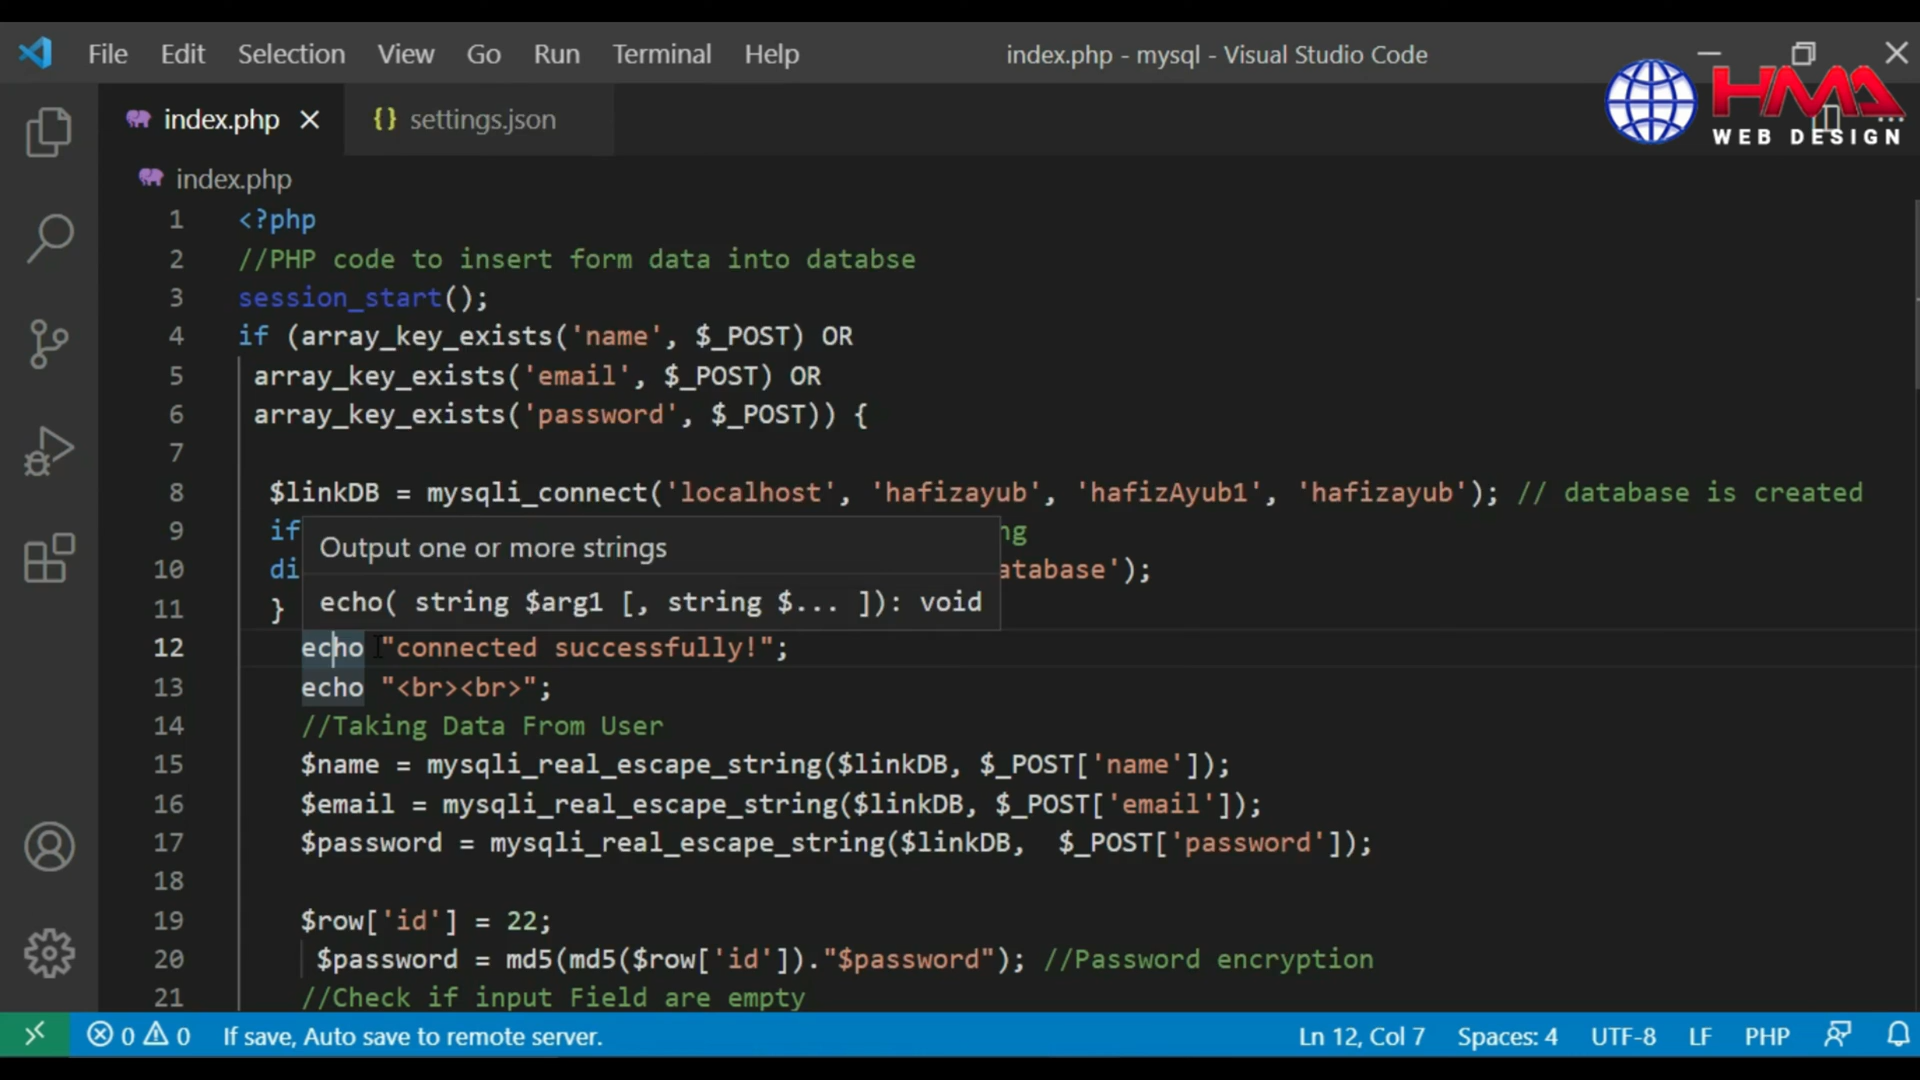 File Edit Selection View Go Run Terminal Help index.php - mysql - Visual Studio Code
HMA
WEB DESIGN
index.php settings.json
index.php
1 <?php
2 //PHP code to insert form data into databse
3 session_start();
4 if (array_key_exists('name', $_POST) OR
5 array_key_exists('email', $_POST) OR
6 array_key_exists('password', $_POST)) {
7
8 $linkDB = mysqli_connect('localhost', 'hafizayub', 'hafizAyub1', 'hafizayub'); // database is created
9 if ng
Output one or more strings
10 di atabase');
11 }
echo( string $arg1 [, string $... ]): void
12 echo "connected successfully!";
13 echo "<br><br>";
14 //Taking Data From User
15 $name = mysqli_real_escape_string($linkDB, $_POST['name']);
16 $email = mysqli_real_escape_string($linkDB, $_POST['email']);
17 $password = mysqli_real_escape_string($linkDB,  $_POST['password']);
18
19 $row['id'] = 22;
20 $password = md5(md5($row['id'])."$password"); //Password encryption
21 //Check if input Field are empty
0 0 If save, Auto save to remote server. Ln 12, Col 7 Spaces: 4 UTF-8 LF PHP